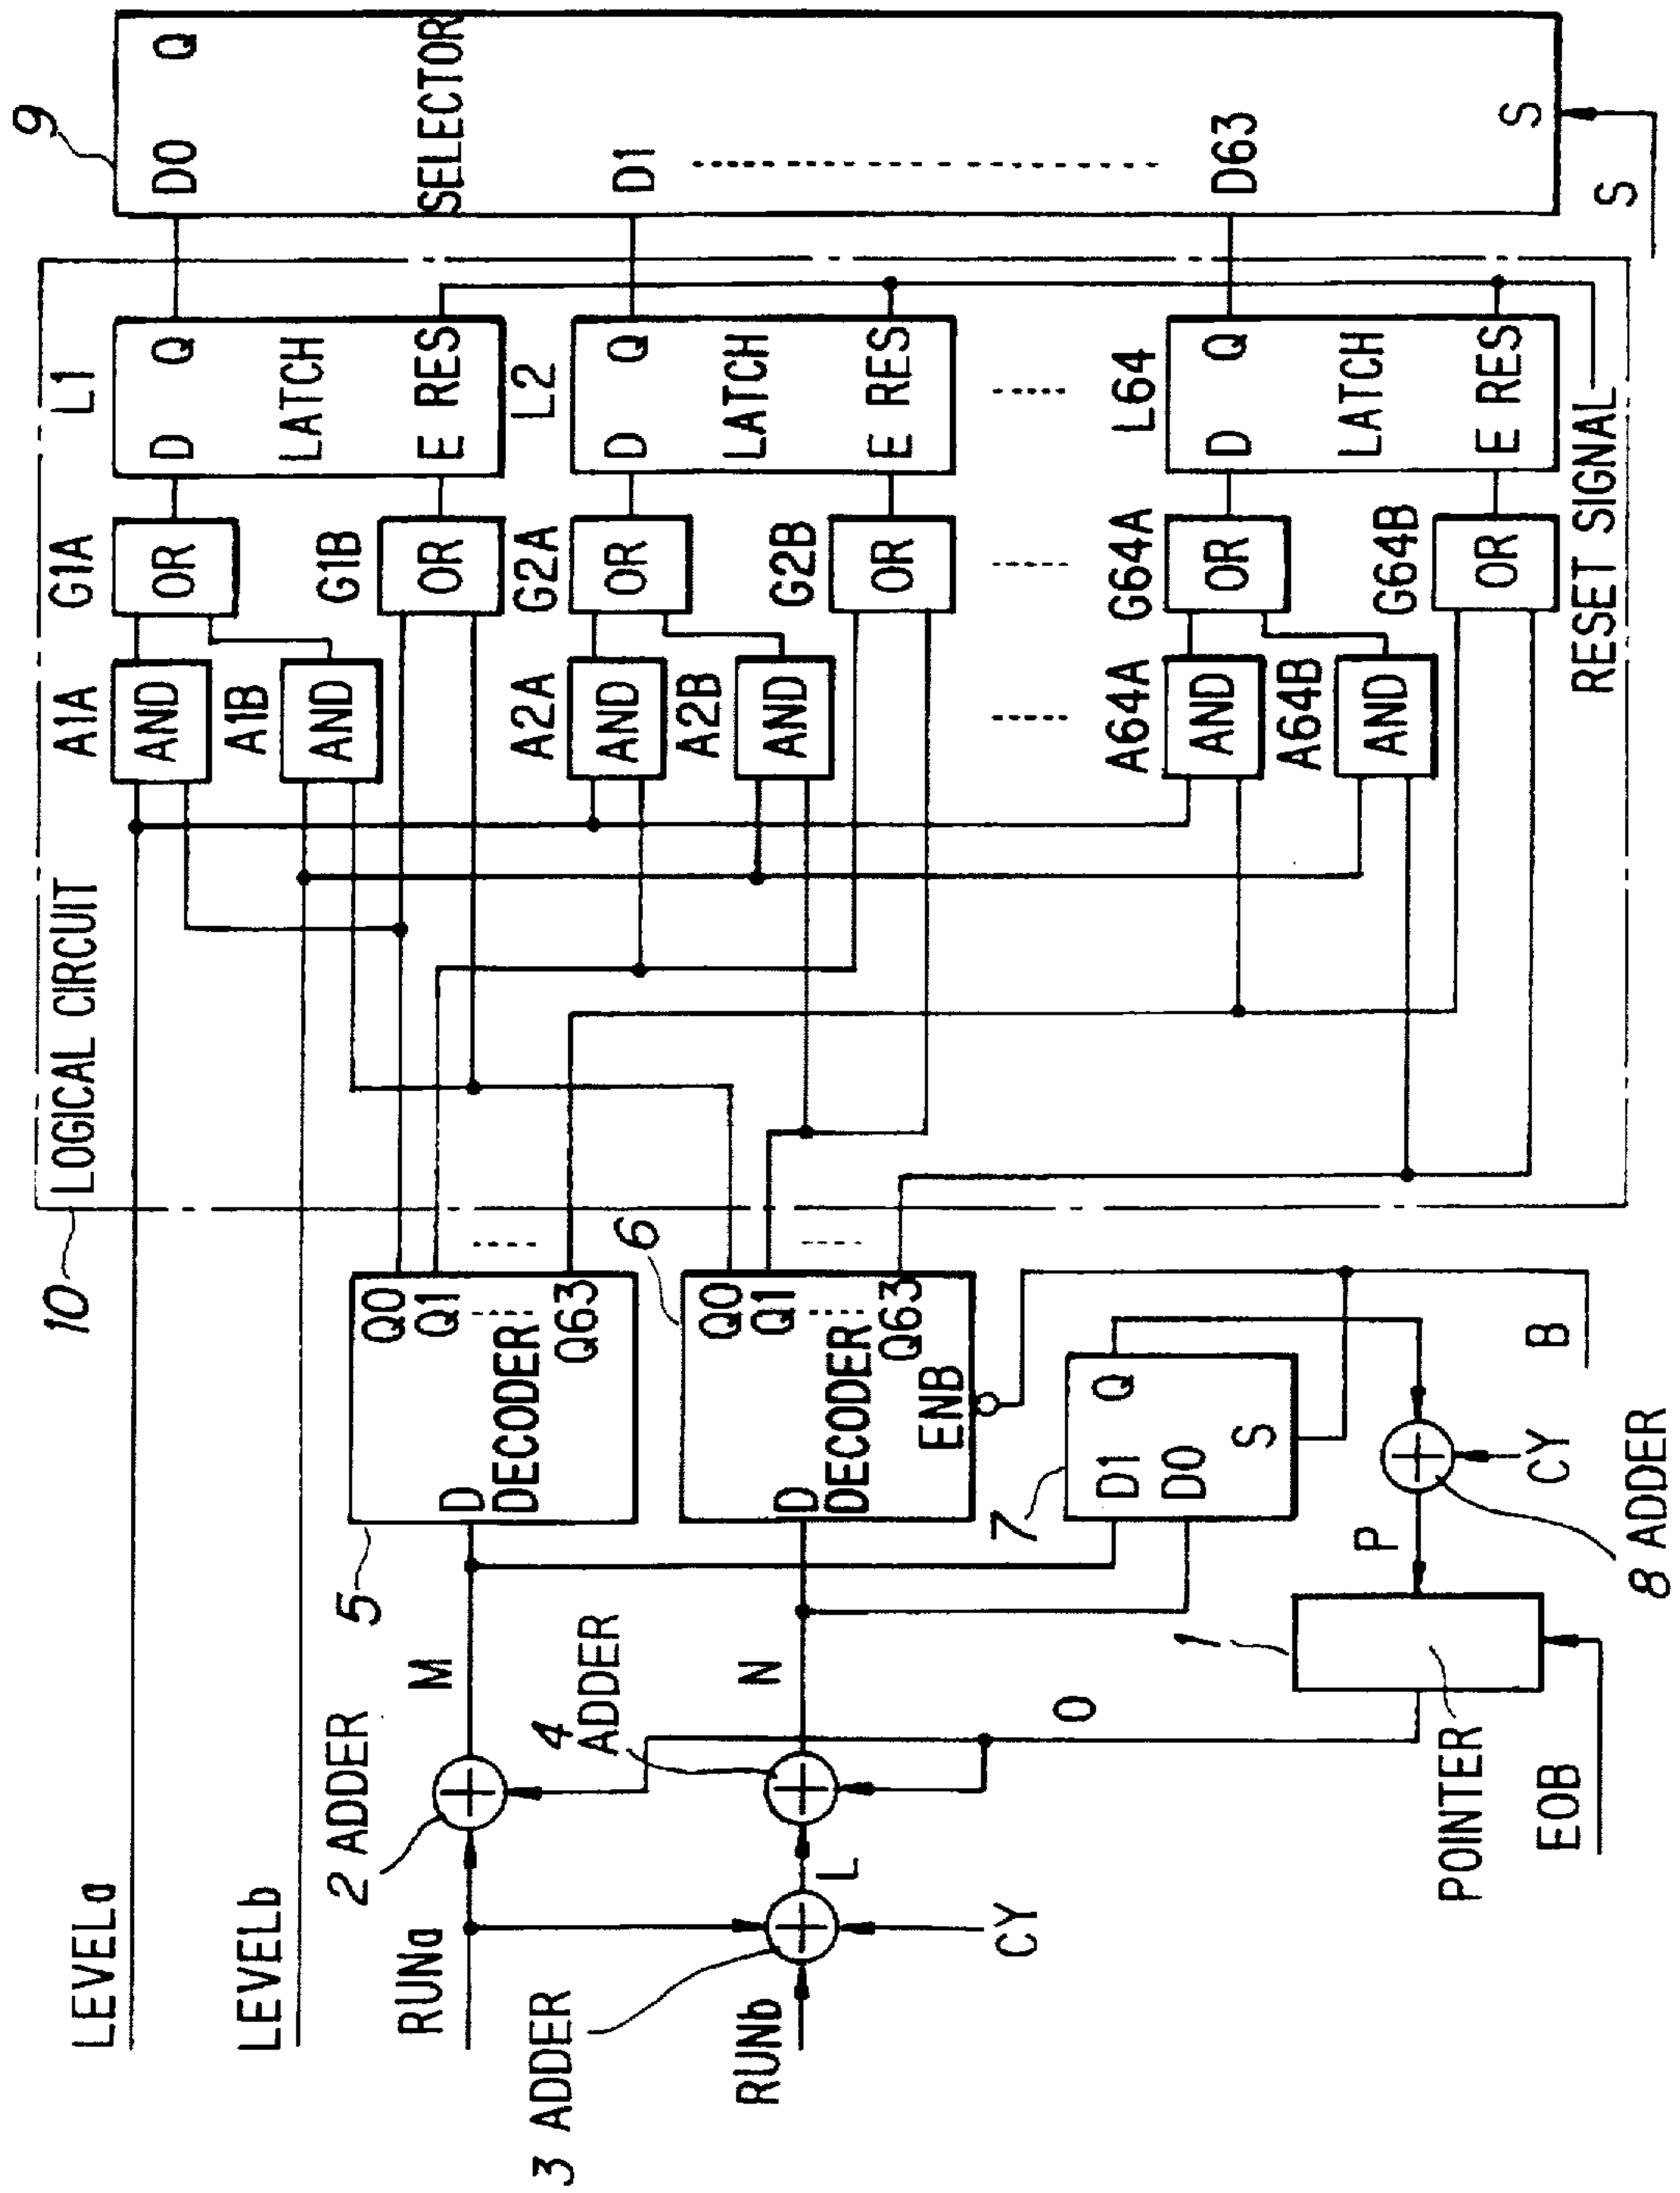 LEVELa
LEVELb
RUNa
RUNb
2 ADDER
3 ADDER
4
ADDER
CY
L
M
N
O
5
D
DECODER
Q0
Q1
Q63
6
D
DECODER
Q0
Q1
Q63
ENB
7
D1
Q
D0
S
B
CY
P
8 ADDER
1
POINTER
EOB
10
LOGICAL CIRCUIT
A1A
AND
A1B
AND
G1A
OR
G1B
OR
L1
D
Q
LATCH
E
RES
A2A
AND
A2B
AND
G2A
OR
G2B
OR
L2
D
Q
LATCH
E
RES
A64A
AND
A64B
AND
G64A
OR
G64B
OR
L64
D
Q
LATCH
E
RES
RESET SIGNAL
9
D0
Q
SELECTOR
D1
D63
S
S